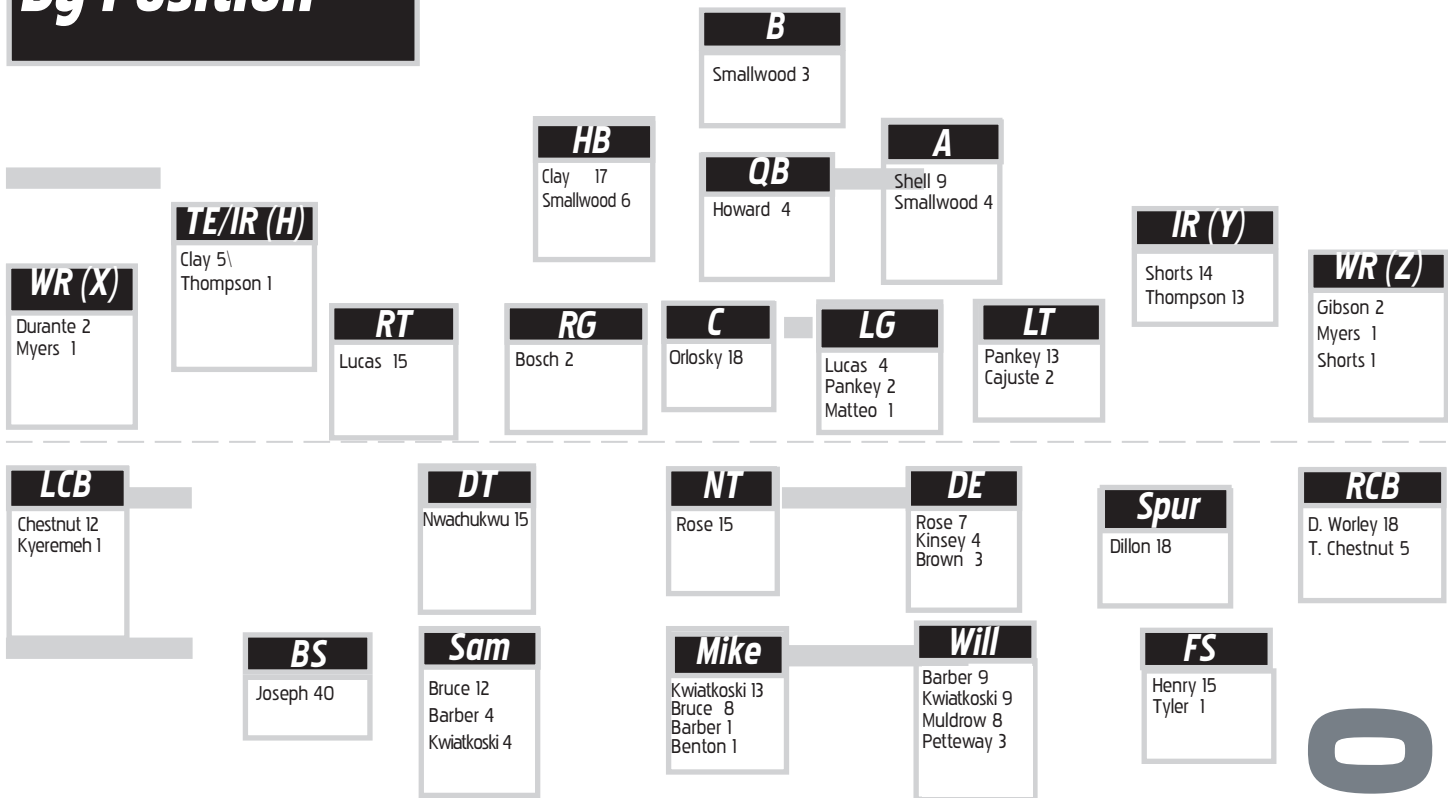 By Position
B
Smallwood 3
HB
Clay 17
Smallwood 6
QB
Howard 4
A
Shell 9
Smallwood 4
TE/IR (H)
Clay 5\
Thompson 1
IR (Y)
Shorts 14
Thompson 13
WR (X)
Durante 2
Myers 1
WR (Z)
Gibson 2
Myers 1
Shorts 1
RT
Lucas 15
RG
Bosch 2
C
Orlosky 18
LG
Lucas 4
Pankey 2
Matteo 1
LT
Pankey 13
Cajuste 2
LCB
Chestnut 12
Kyeremeh 1
DT
Nwachukwu 15
NT
Rose 15
DE
Rose 7
Kinsey 4
Brown 3
Spur
Dillon 18
RCB
D. Worley 18
T. Chestnut 5
BS
Joseph 40
Sam
Bruce 12
Barber 4
Kwiatkoski 4
Mike
Kwiatkoski 13
Bruce 8
Barber 1
Benton 1
Will
Barber 9
Kwiatkoski 9
Muldrow 8
Petteway 3
FS
Henry 15
Tyler 1